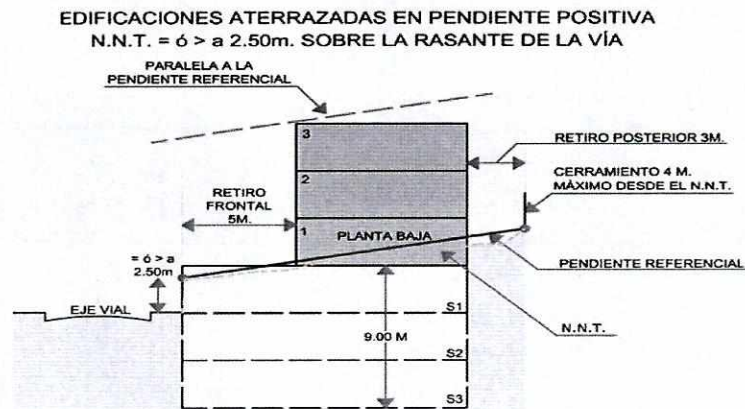 EDIFICACIONES ATERRAZADAS EN PENDIENTE POSITIVA
N.N.T. = ó > a 2.50m. SOBRE LA RASANTE DE LA VÍA
PARALELA A LA
PENDIENTE REFERENCIAL
3
RETIRO POSTERIOR 3M.
2
CERRAMIENTO 4 M.
MÁXIMO DESDE EL N.N.T.
RETIRO
FRONTAL
5M.
1
PLANTA BAJA
= ó > a
2.50m
PENDIENTE REFERENCIAL
EJE VIAL
S1
N.N.T.
9.00 M
S2
S3